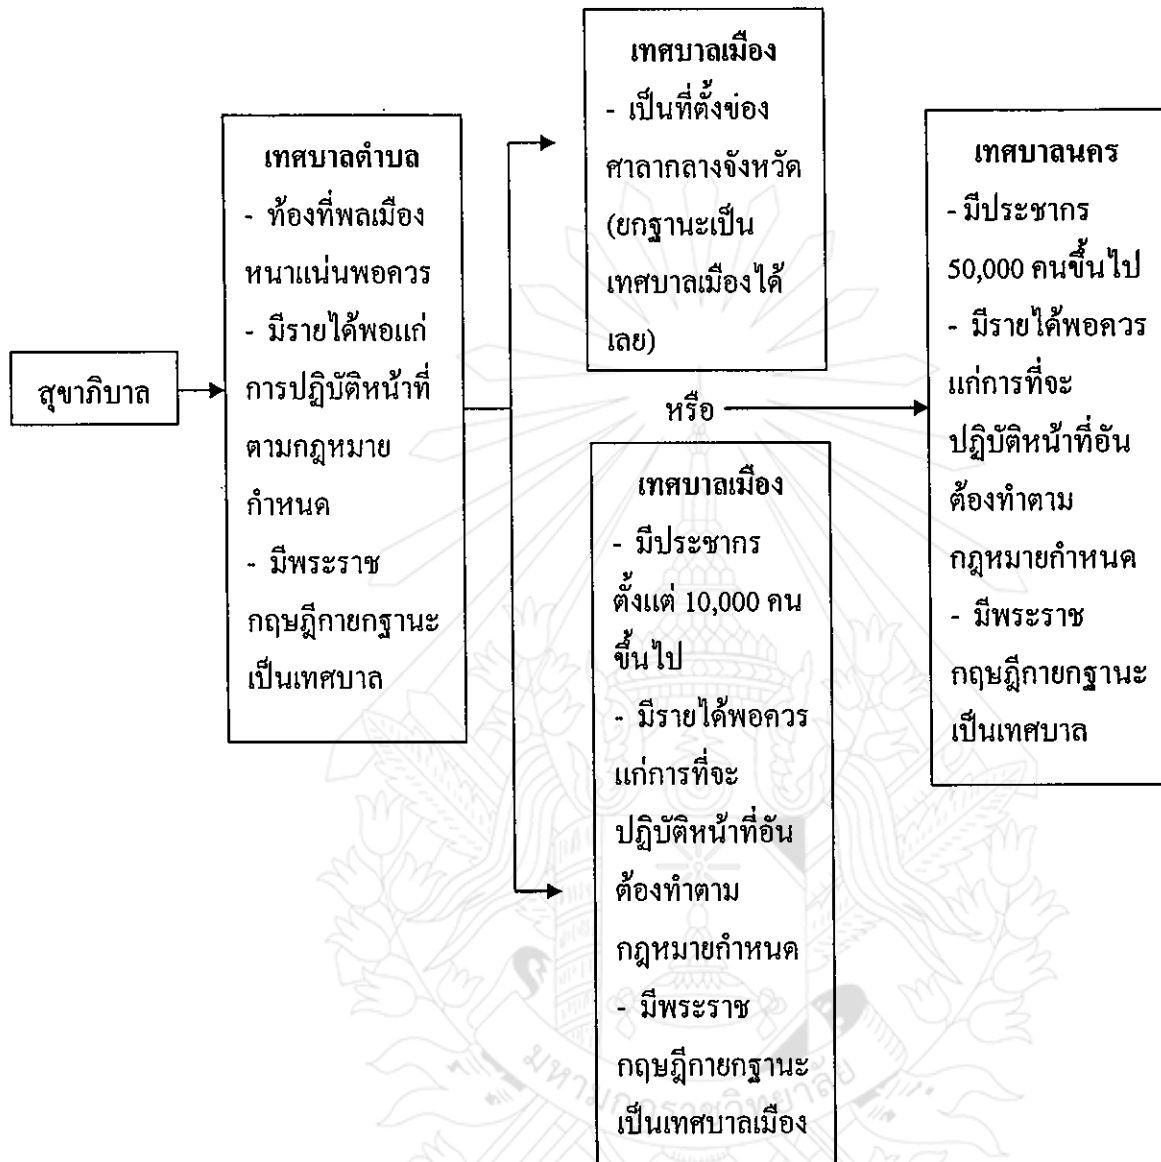 สุขาภิบาล
เทศบาลตำบล
- ท้องที่พลเมือง
หนาแน่นพอควร
- มีรายได้พอแก่
การปฏิบัติหน้าที่
ตามกฎหมาย
กำหนด
- มีพระราช
กฤษฎีกายกฐานะ
เป็นเทศบาล
เทศบาลเมือง
- เป็นที่ตั้งข่อง
ศาลากลางจังหวัด
(ยกฐานะเป็น
เทศบาลเมืองได้
เลย)
หรือ
เทศบาลเมือง
- มีประชากร
ตั้งแต่ 10,000 คน
ขึ้นไป
- มีรายได้พอควร
แก่การที่จะ
ปฏิบัติหน้าที่อัน
ต้องทำตาม
กฎหมายกำหนด
- มีพระราช
กฤษฎีกายกฐานะ
เป็นเทศบาลเมือง
เทศบาลนคร
- มีประชากร
50,000 คนขึ้นไป
- มีรายได้พอควร
แก่การที่จะ
ปฏิบัติหน้าที่อัน
ต้องทำตาม
กฎหมายกำหนด
- มีพระราช
กฤษฎีกายกฐานะ
เป็นเทศบาล
มหามกุฏราชวิทยาลัย